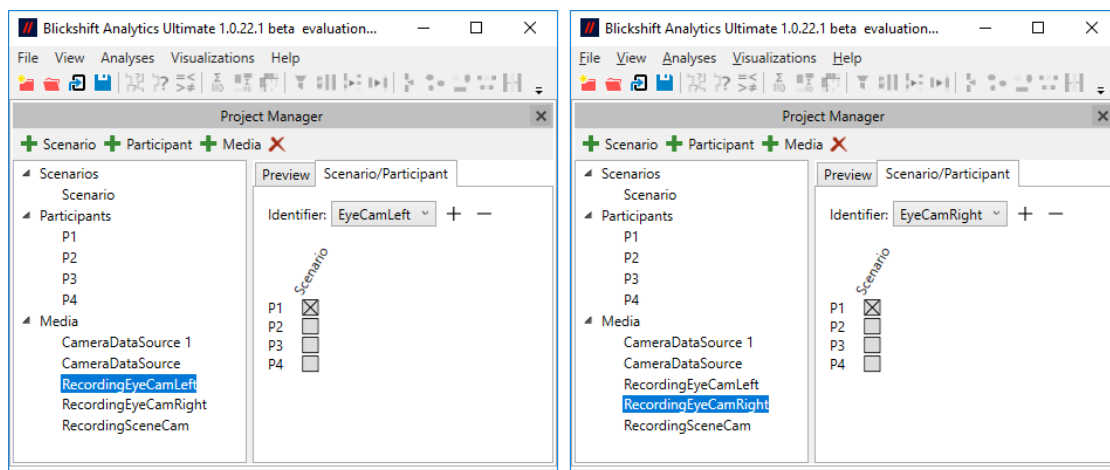 Blickshift Analytics Ultimate 1.0.22.1 beta evaluation...
File View Analyses Visualizations Help
Project Manager
Scenario Participant Media
Scenarios
Scenario
Participants
P1
P2
P3
P4
Media
CameraDataSource 1
CameraDataSource
RecordingEyeCamLeft
RecordingEyeCamRight
RecordingSceneCam
Preview Scenario/Participant
Identifier: EyeCamLeft
Scenario
P1
P2
P3
P4
Blickshift Analytics Ultimate 1.0.22.1 beta evaluation...
File View Analyses Visualizations Help
Project Manager
Scenario Participant Media
Scenarios
Scenario
Participants
P1
P2
P3
P4
Media
CameraDataSource 1
CameraDataSource
RecordingEyeCamLeft
RecordingEyeCamRight
RecordingSceneCam
Preview Scenario/Participant
Identifier: EyeCamRight
Scenario
P1
P2
P3
P4